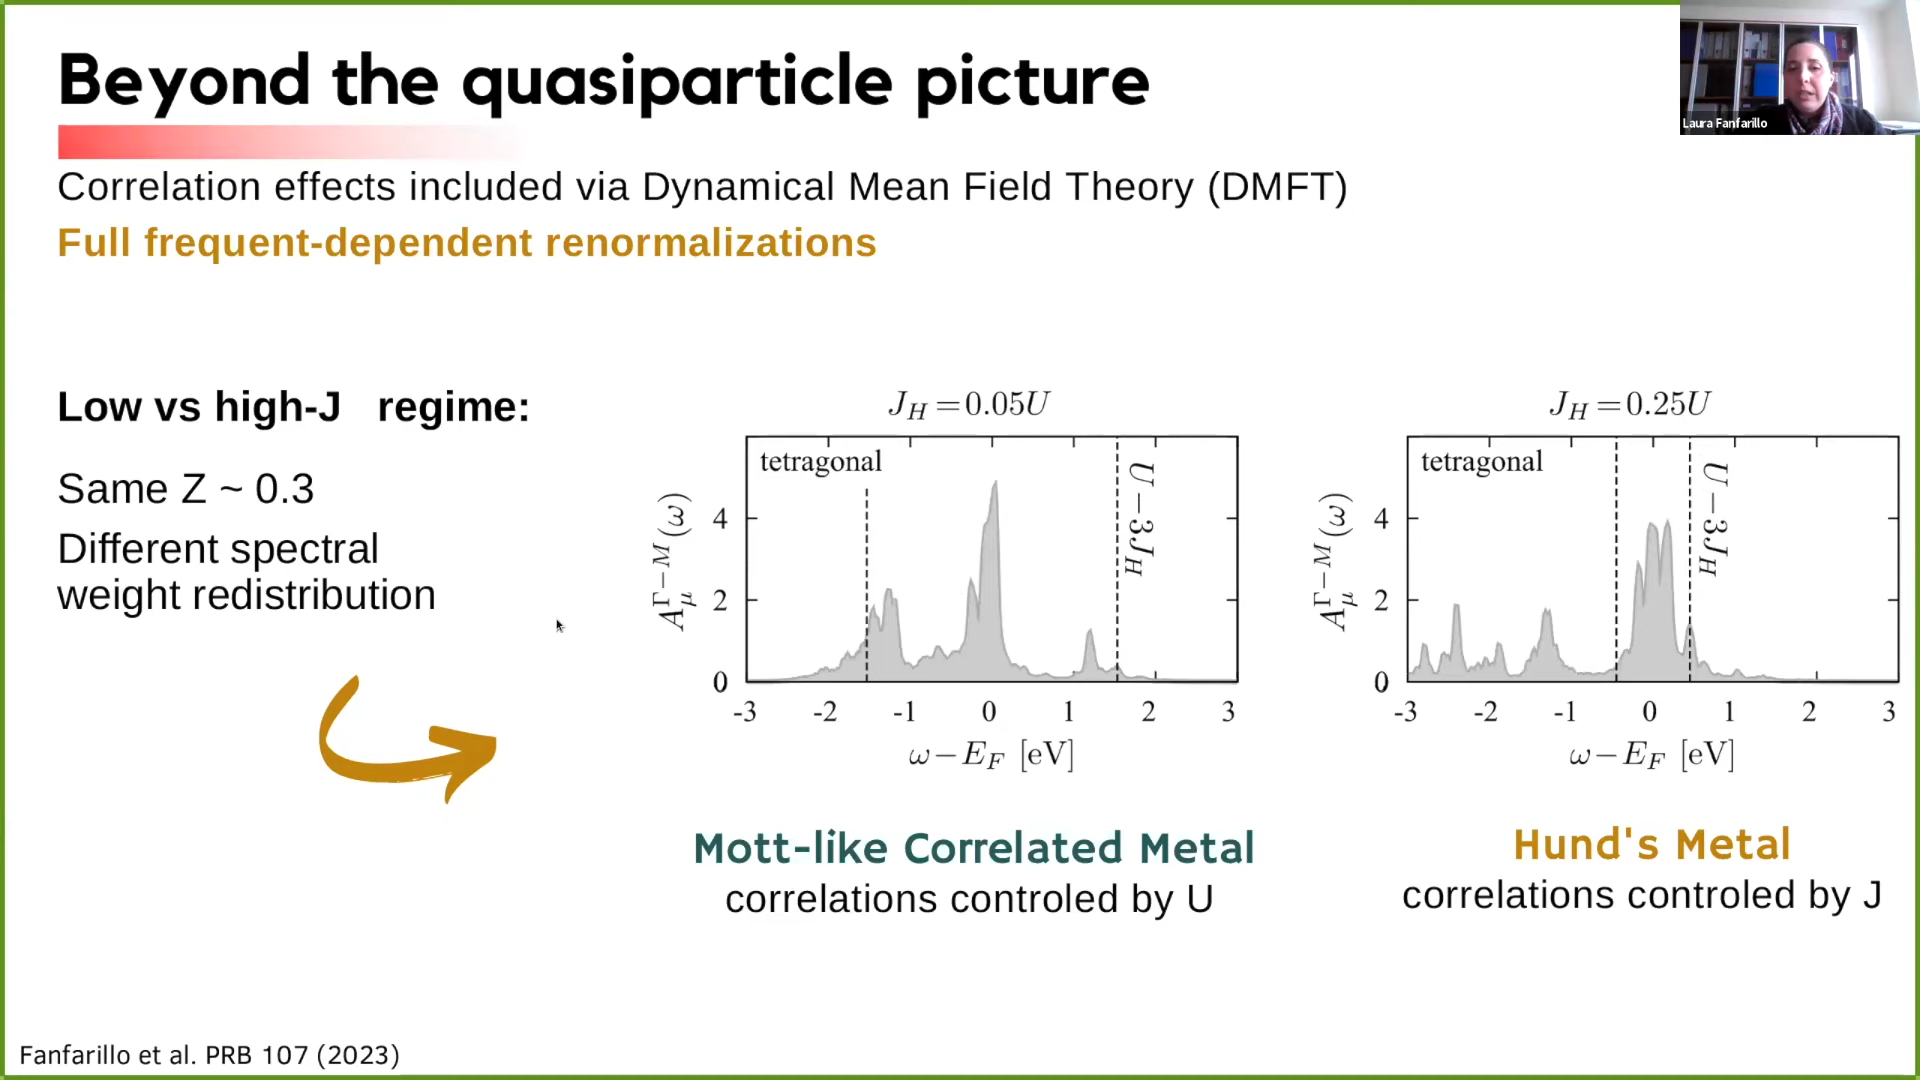 Beyond the quasiparticle picture
Laura Fanfarillo
Correlation effects included via Dynamical Mean Field Theory (DMFT)
Full frequent-dependent renormalizations
Low vs high-J regime:
Same Z ~ 0.3
Different spectral
weight redistribution
J_H=0.05U
tetragonal
U−3J_H
A_μ^{Γ−M}(ω)
4
2
0
-3 -2 -1 0 1 2 3
ω−E_F [eV]
Mott-like Correlated Metal
correlations controled by U
J_H=0.25U
tetragonal
U−3J_H
A_μ^{Γ−M}(ω)
4
2
0
-3 -2 -1 0 1 2 3
ω−E_F [eV]
Hund's Metal
correlations controled by J
Fanfarillo et al. PRB 107 (2023)